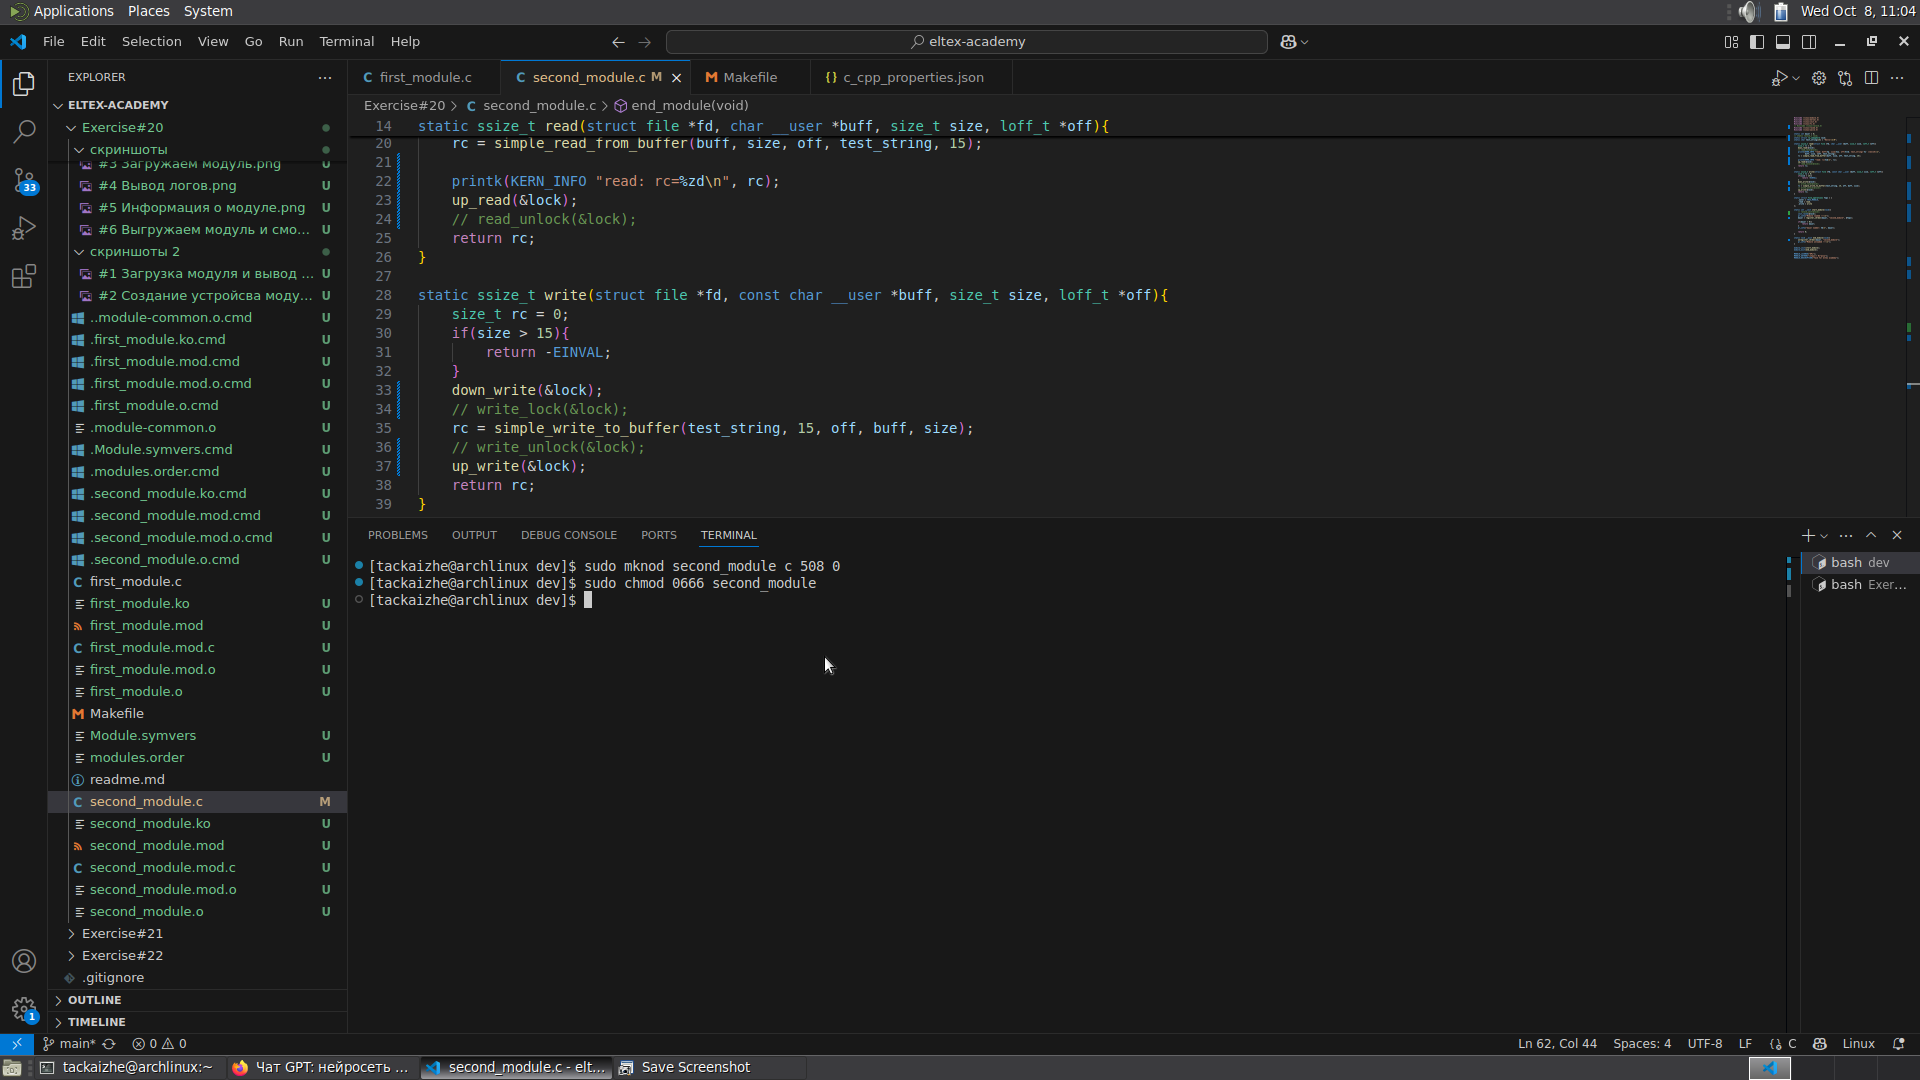 Applications Places System
Wed Oct 8, 11:04
File Edit Selection View Go Run Terminal Help
eltex-academy
EXPLORER
first_module.c
second_module.c M
Makefile
c_cpp_properties.json
ELTEX-ACADEMY
Exercise#20 > C second_module.c > end_module(void)
Exercise#20
скриншоты
#3 Загружаем модуль.png U
#4 Вывод логов.png U
#5 Информация о модуле.png U
#6 Выгружаем модуль и смо... U
скриншоты 2
#1 Загрузка модуля и вывод ... U
#2 Создание устройсва моду... U
..module-common.o.cmd U
.first_module.ko.cmd U
.first_module.mod.cmd U
.first_module.mod.o.cmd U
.first_module.o.cmd U
.module-common.o U
.Module.symvers.cmd U
.modules.order.cmd U
.second_module.ko.cmd U
.second_module.mod.cmd U
.second_module.mod.o.cmd U
.second_module.o.cmd U
first_module.c
first_module.ko U
first_module.mod U
first_module.mod.c U
first_module.mod.o U
first_module.o U
Makefile
Module.symvers U
modules.order U
readme.md
second_module.c M
second_module.ko U
second_module.mod U
second_module.mod.c U
second_module.mod.o U
second_module.o U
Exercise#21
Exercise#22
.gitignore
OUTLINE
TIMELINE
14 static ssize_t read(struct file *fd, char __user *buff, size_t size, loff_t *off){
20 rc = simple_read_from_buffer(buff, size, off, test_string, 15);
21
22 printk(KERN_INFO "read: rc=%zd\n", rc);
23 up_read(&lock);
24 // read_unlock(&lock);
25 return rc;
26 }
27
28 static ssize_t write(struct file *fd, const char __user *buff, size_t size, loff_t *off){
29 size_t rc = 0;
30 if(size > 15){
31 return -EINVAL;
32 }
33 down_write(&lock);
34 // write_lock(&lock);
35 rc = simple_write_to_buffer(test_string, 15, off, buff, size);
36 // write_unlock(&lock);
37 up_write(&lock);
38 return rc;
39 }
PROBLEMS OUTPUT DEBUG CONSOLE PORTS TERMINAL
[tackaizhe@archlinux dev]$ sudo mknod second_module c 508 0
[tackaizhe@archlinux dev]$ sudo chmod 0666 second_module
[tackaizhe@archlinux dev]$
bash dev
bash Exer...
33
1
main* 0 0
Ln 62, Col 44 Spaces: 4 UTF-8 LF C Linux
tackaizhe@archlinux:~
Чат GPT: нейросеть ...
second_module.c - elt...
Save Screenshot